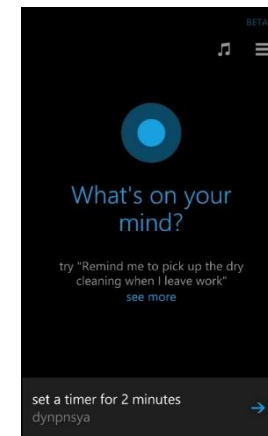 BETA
What's on your
mind?
try "Remind me to pick up the dry
cleaning when I leave work"
see more
set a timer for 2 minutes
dynpnsya